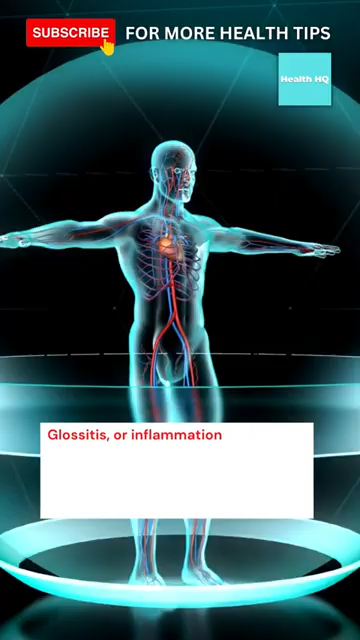 SUBSCRIBE FOR MORE HEALTH TIPS
Health HQ
Glossitis, or inflammation